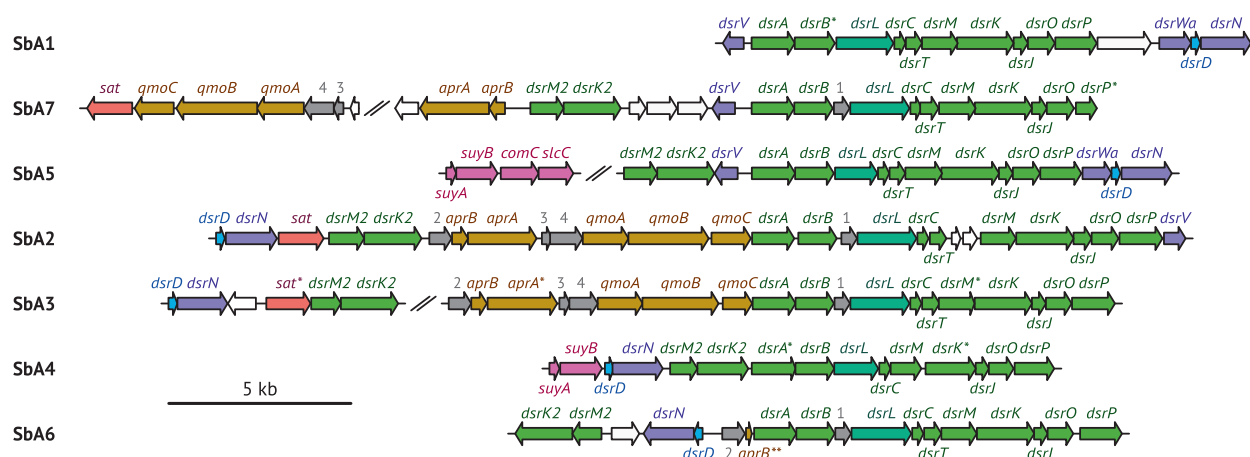 dsrV dsrA dsrB* dsrL dsrC dsrM dsrK dsrO dsrP dsrWa dsrN
SbA1
dsrT dsrJ dsrD
sat qmoC qmoB qmoA 4 3 aprA aprB dsrM2 dsrK2 dsrV dsrA dsrB 1 dsrL dsrC dsrM dsrK dsrO dsrP*
SbA7
dsrT dsrJ
suyB comC slcC dsrM2 dsrK2 dsrV dsrA dsrB dsrL dsrC dsrM dsrK dsrO dsrP dsrWa dsrN
SbA5
suyA dsrT dsrJ dsrD
dsrD dsrN sat dsrM2 dsrK2 2 aprB aprA 3 4 qmoA qmoB qmoC dsrA dsrB 1 dsrL dsrC dsrM dsrK dsrO dsrP dsrV
SbA2
dsrT dsrJ
dsrD dsrN sat* dsrM2 dsrK2 2 aprB aprA* 3 4 qmoA qmoB qmoC dsrA dsrB 1 dsrL dsrC dsrM* dsrK dsrO dsrP
SbA3
dsrT dsrJ
suyB dsrN dsrM2 dsrK2 dsrA* dsrB dsrL dsrM dsrK* dsrO dsrP
SbA4
suyA dsrD dsrC dsrJ
5 kb
dsrK2 dsrM2 dsrN dsrA dsrB 1 dsrL dsrC dsrM dsrK dsrO dsrP
SbA6
dsrD 2 aprB** dsrT dsrJ